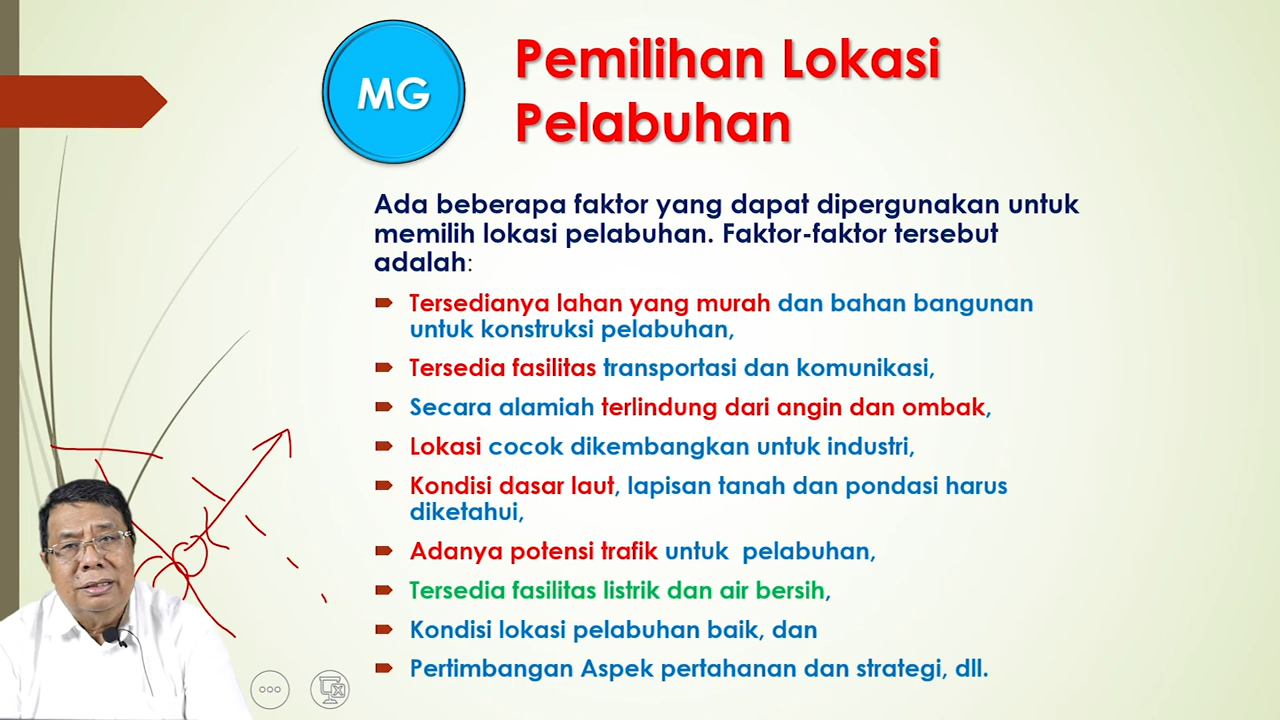 MG
Pemilihan Lokasi
Pelabuhan
Ada beberapa faktor yang dapat dipergunakan untuk
memilih lokasi pelabuhan. Faktor-faktor tersebut
adalah:
Tersedianya lahan yang murah dan bahan bangunan
untuk konstruksi pelabuhan,
Tersedia fasilitas transportasi dan komunikasi,
Secara alamiah terlindung dari angin dan ombak,
Lokasi cocok dikembangkan untuk industri,
Kondisi dasar laut, lapisan tanah dan pondasi harus
diketahui,
Adanya potensi trafik untuk pelabuhan,
Tersedia fasilitas listrik dan air bersih,
Kondisi lokasi pelabuhan baik, dan
Pertimbangan Aspek pertahanan dan strategi, dll.